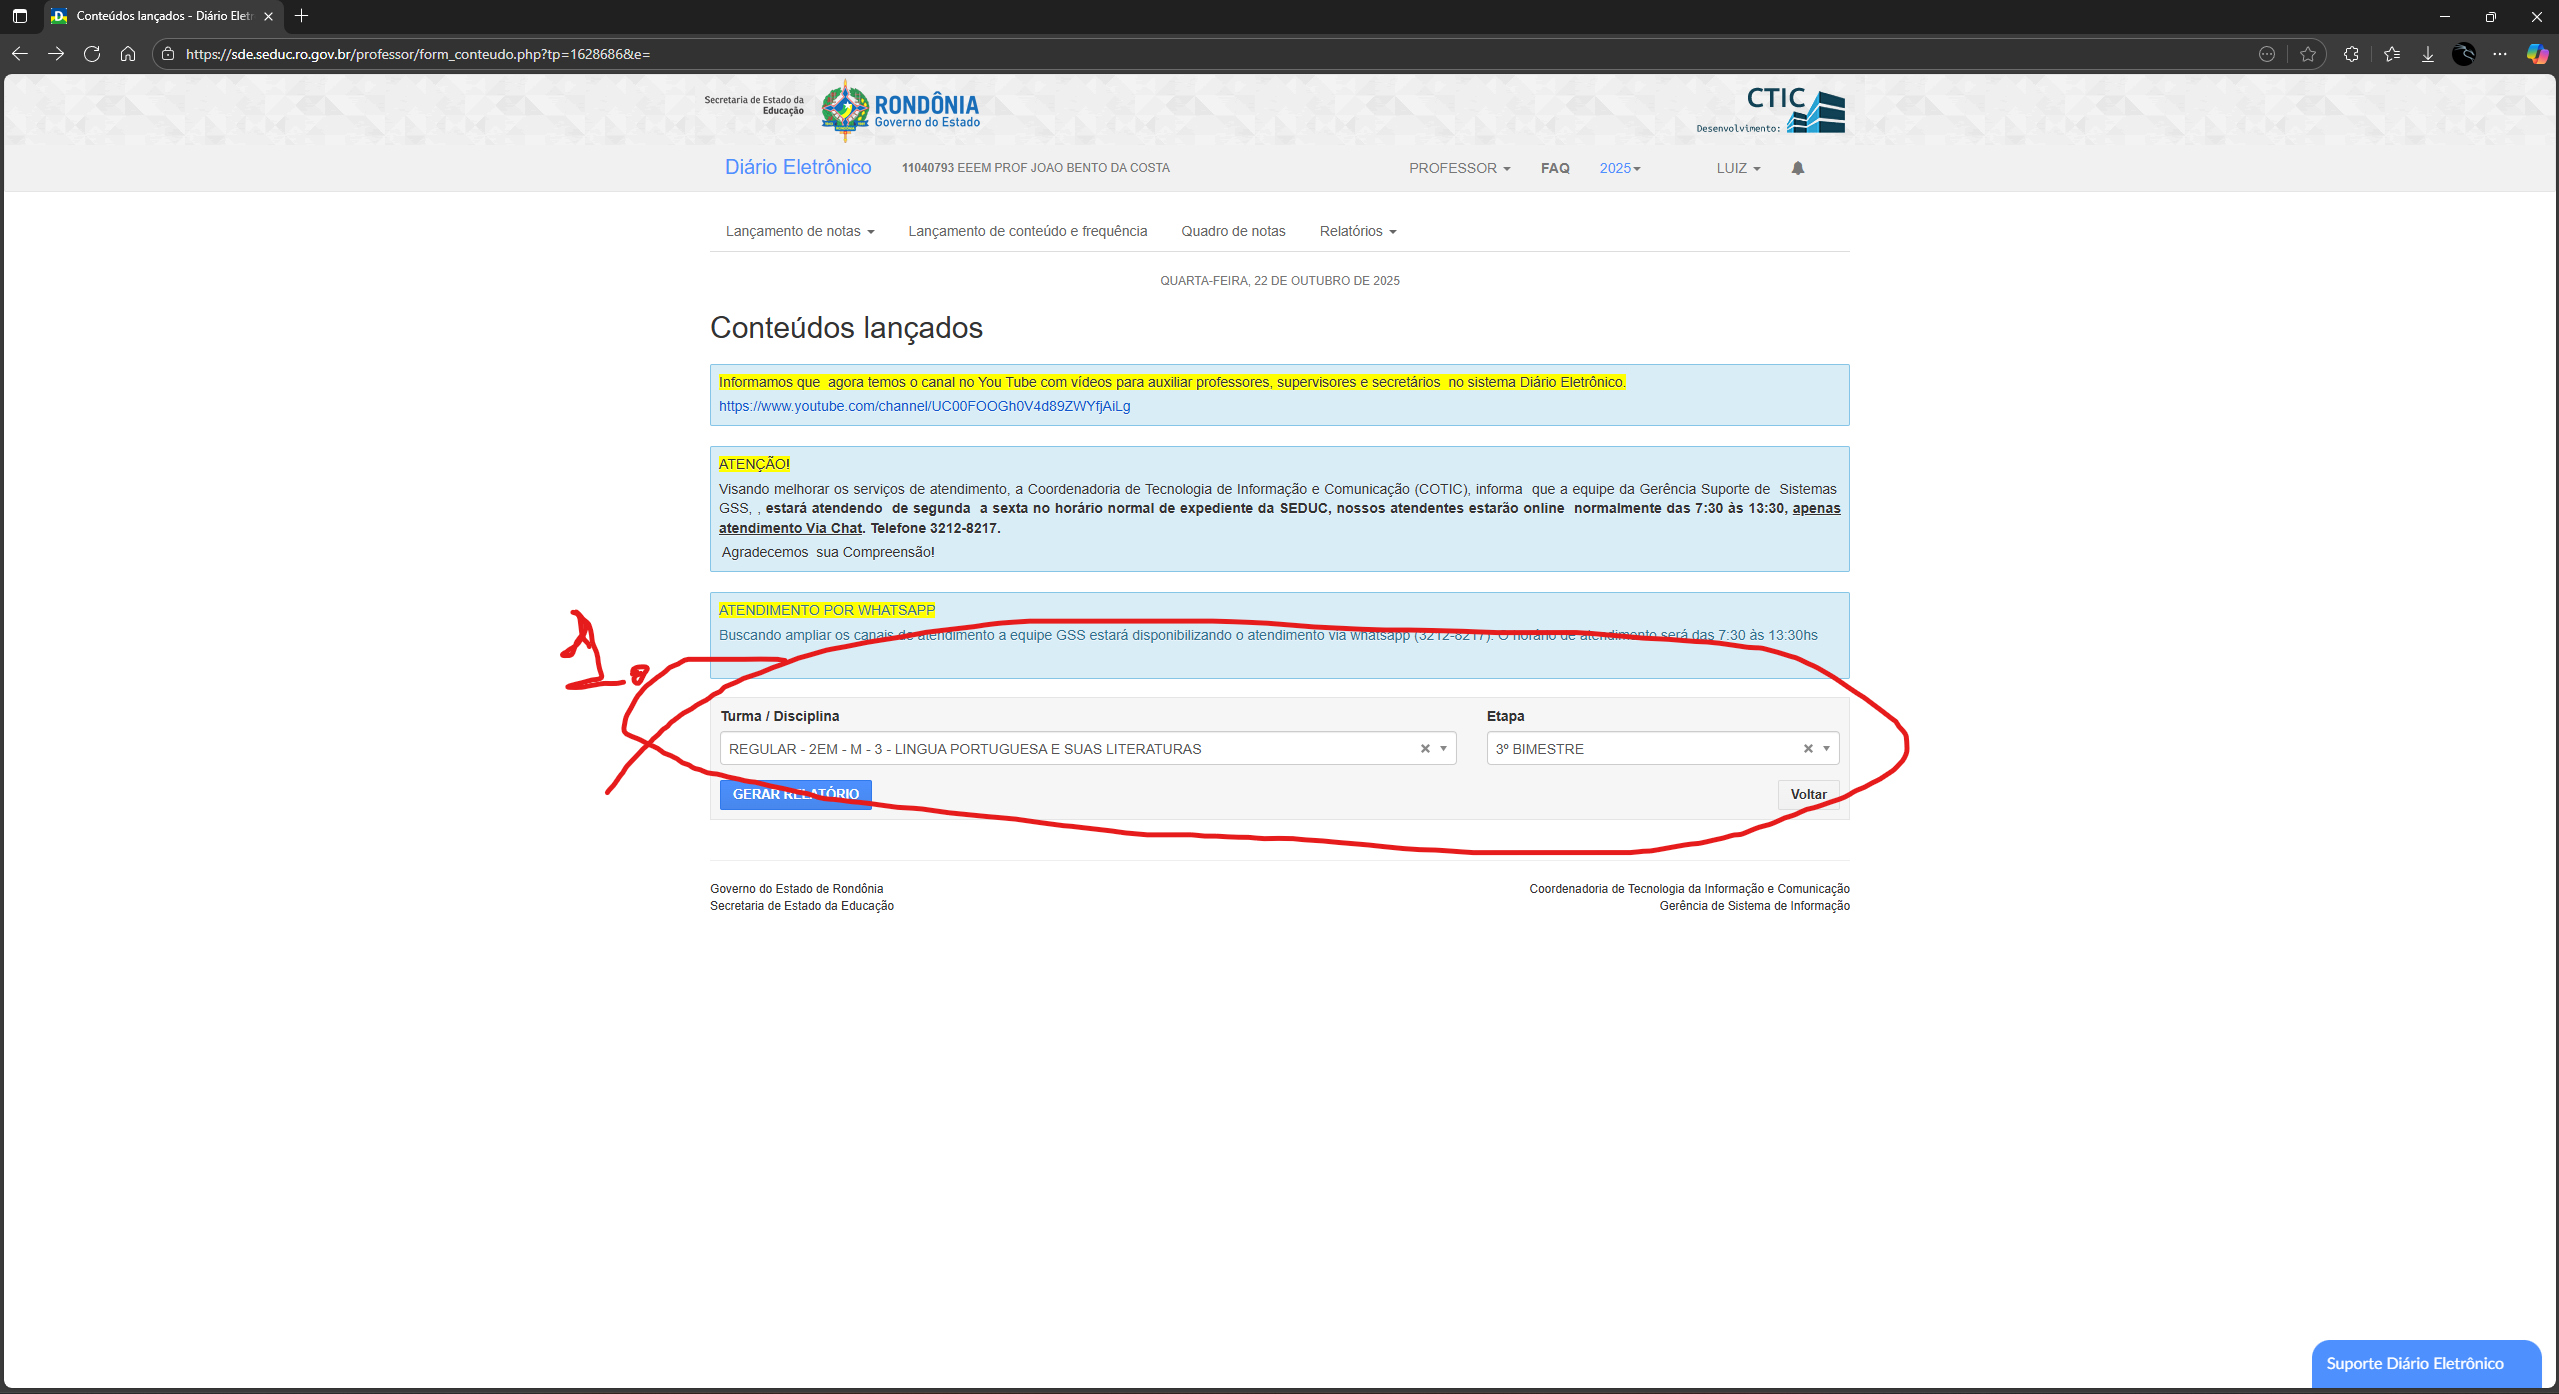 Conteúdos lançados - Diário Eletr
https://sde.seduc.ro.gov.br/professor/form_conteudo.php?tp=1628686&e=
Secretaria de Estado da
Educação
RONDÔNIA
Governo do Estado
CTIC
Desenvolvimento:
Diário Eletrônico 11040793 EEEM PROF JOAO BENTO DA COSTA PROFESSOR FAQ 2025 LUIZ
Lançamento de notas Lançamento de conteúdo e frequência Quadro de notas Relatórios
QUARTA-FEIRA, 22 DE OUTUBRO DE 2025
Conteúdos lançados
Informamos que agora temos o canal no You Tube com vídeos para auxiliar professores, supervisores e secretários no sistema Diário Eletrônico.
https://www.youtube.com/channel/UC00FOOGh0V4d89ZWYfjAiLg
ATENÇÃO!
Visando melhorar os serviços de atendimento, a Coordenadoria de Tecnologia de Informação e Comunicação (COTIC), informa que a equipe da Gerência Suporte de Sistemas
GSS, , estará atendendo de segunda a sexta no horário normal de expediente da SEDUC, nossos atendentes estarão online normalmente das 7:30 às 13:30, apenas
atendimento Via Chat. Telefone 3212-8217.
Agradecemos sua Compreensão!
ATENDIMENTO POR WHATSAPP
Buscando ampliar os canais de atendimento a equipe GSS estará disponibilizando o atendimento via whatsapp (3212-8217). O horário de atendimento será das 7:30 às 13:30hs
1.
Turma / Disciplina Etapa
REGULAR - 2EM - M - 3 - LINGUA PORTUGUESA E SUAS LITERATURAS 3º BIMESTRE
GERAR RELATÓRIO Voltar
Governo do Estado de Rondônia
Secretaria de Estado da Educação
Coordenadoria de Tecnologia da Informação e Comunicação
Gerência de Sistema de Informação
Suporte Diário Eletrônico